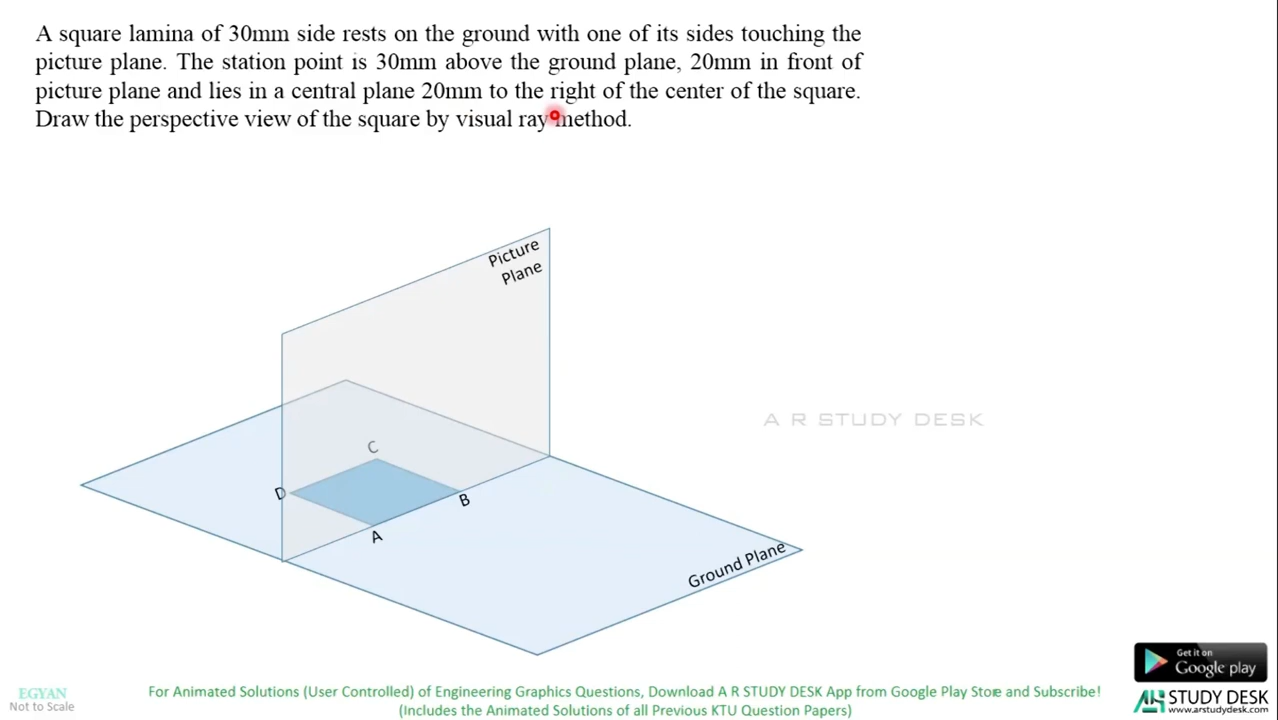 A square lamina of 30mm side rests on the ground with one of its sides touching the
picture plane. The station point is 30mm above the ground plane, 20mm in front of
picture plane and lies in a central plane 20mm to the right of the center of the square.
Draw the perspective view of the square by visual ray method.
Picture
Plane
C
D
B
A
Ground Plane
A R STUDY DESK
EGYAN
Not to Scale
For Animated Solutions (User Controlled) of Engineering Graphics Questions, Download A R STUDY DESK App from Google Play Store and Subscribe!
(Includes the Animated Solutions of all Previous KTU Question Papers)
Get it on
Google play
AR STUDY DESK
www.arstudydesk.com